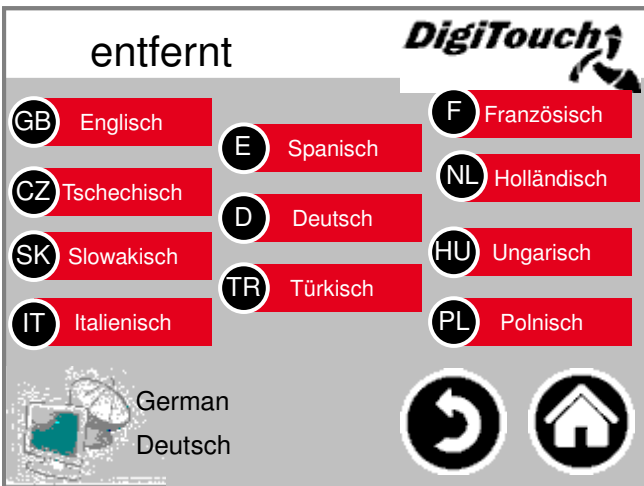 entfernt
DigiTouch
GB Englisch
CZ Tschechisch
SK Slowakisch
IT Italienisch
E Spanisch
D Deutsch
TR Türkisch
F Französisch
NL Holländisch
HU Ungarisch
PL Polnisch
German
Deutsch